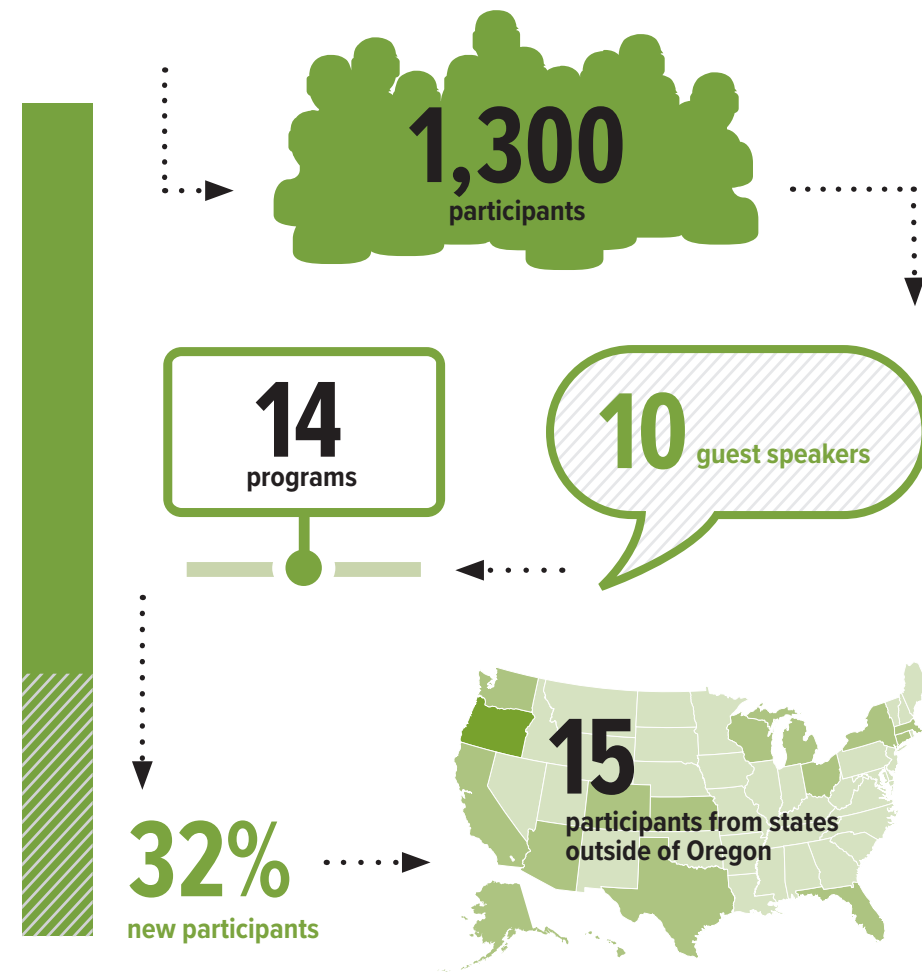 1,300
participants
10 guest speakers
14
programs
32%
new participants
15
participants from states
outside of Oregon